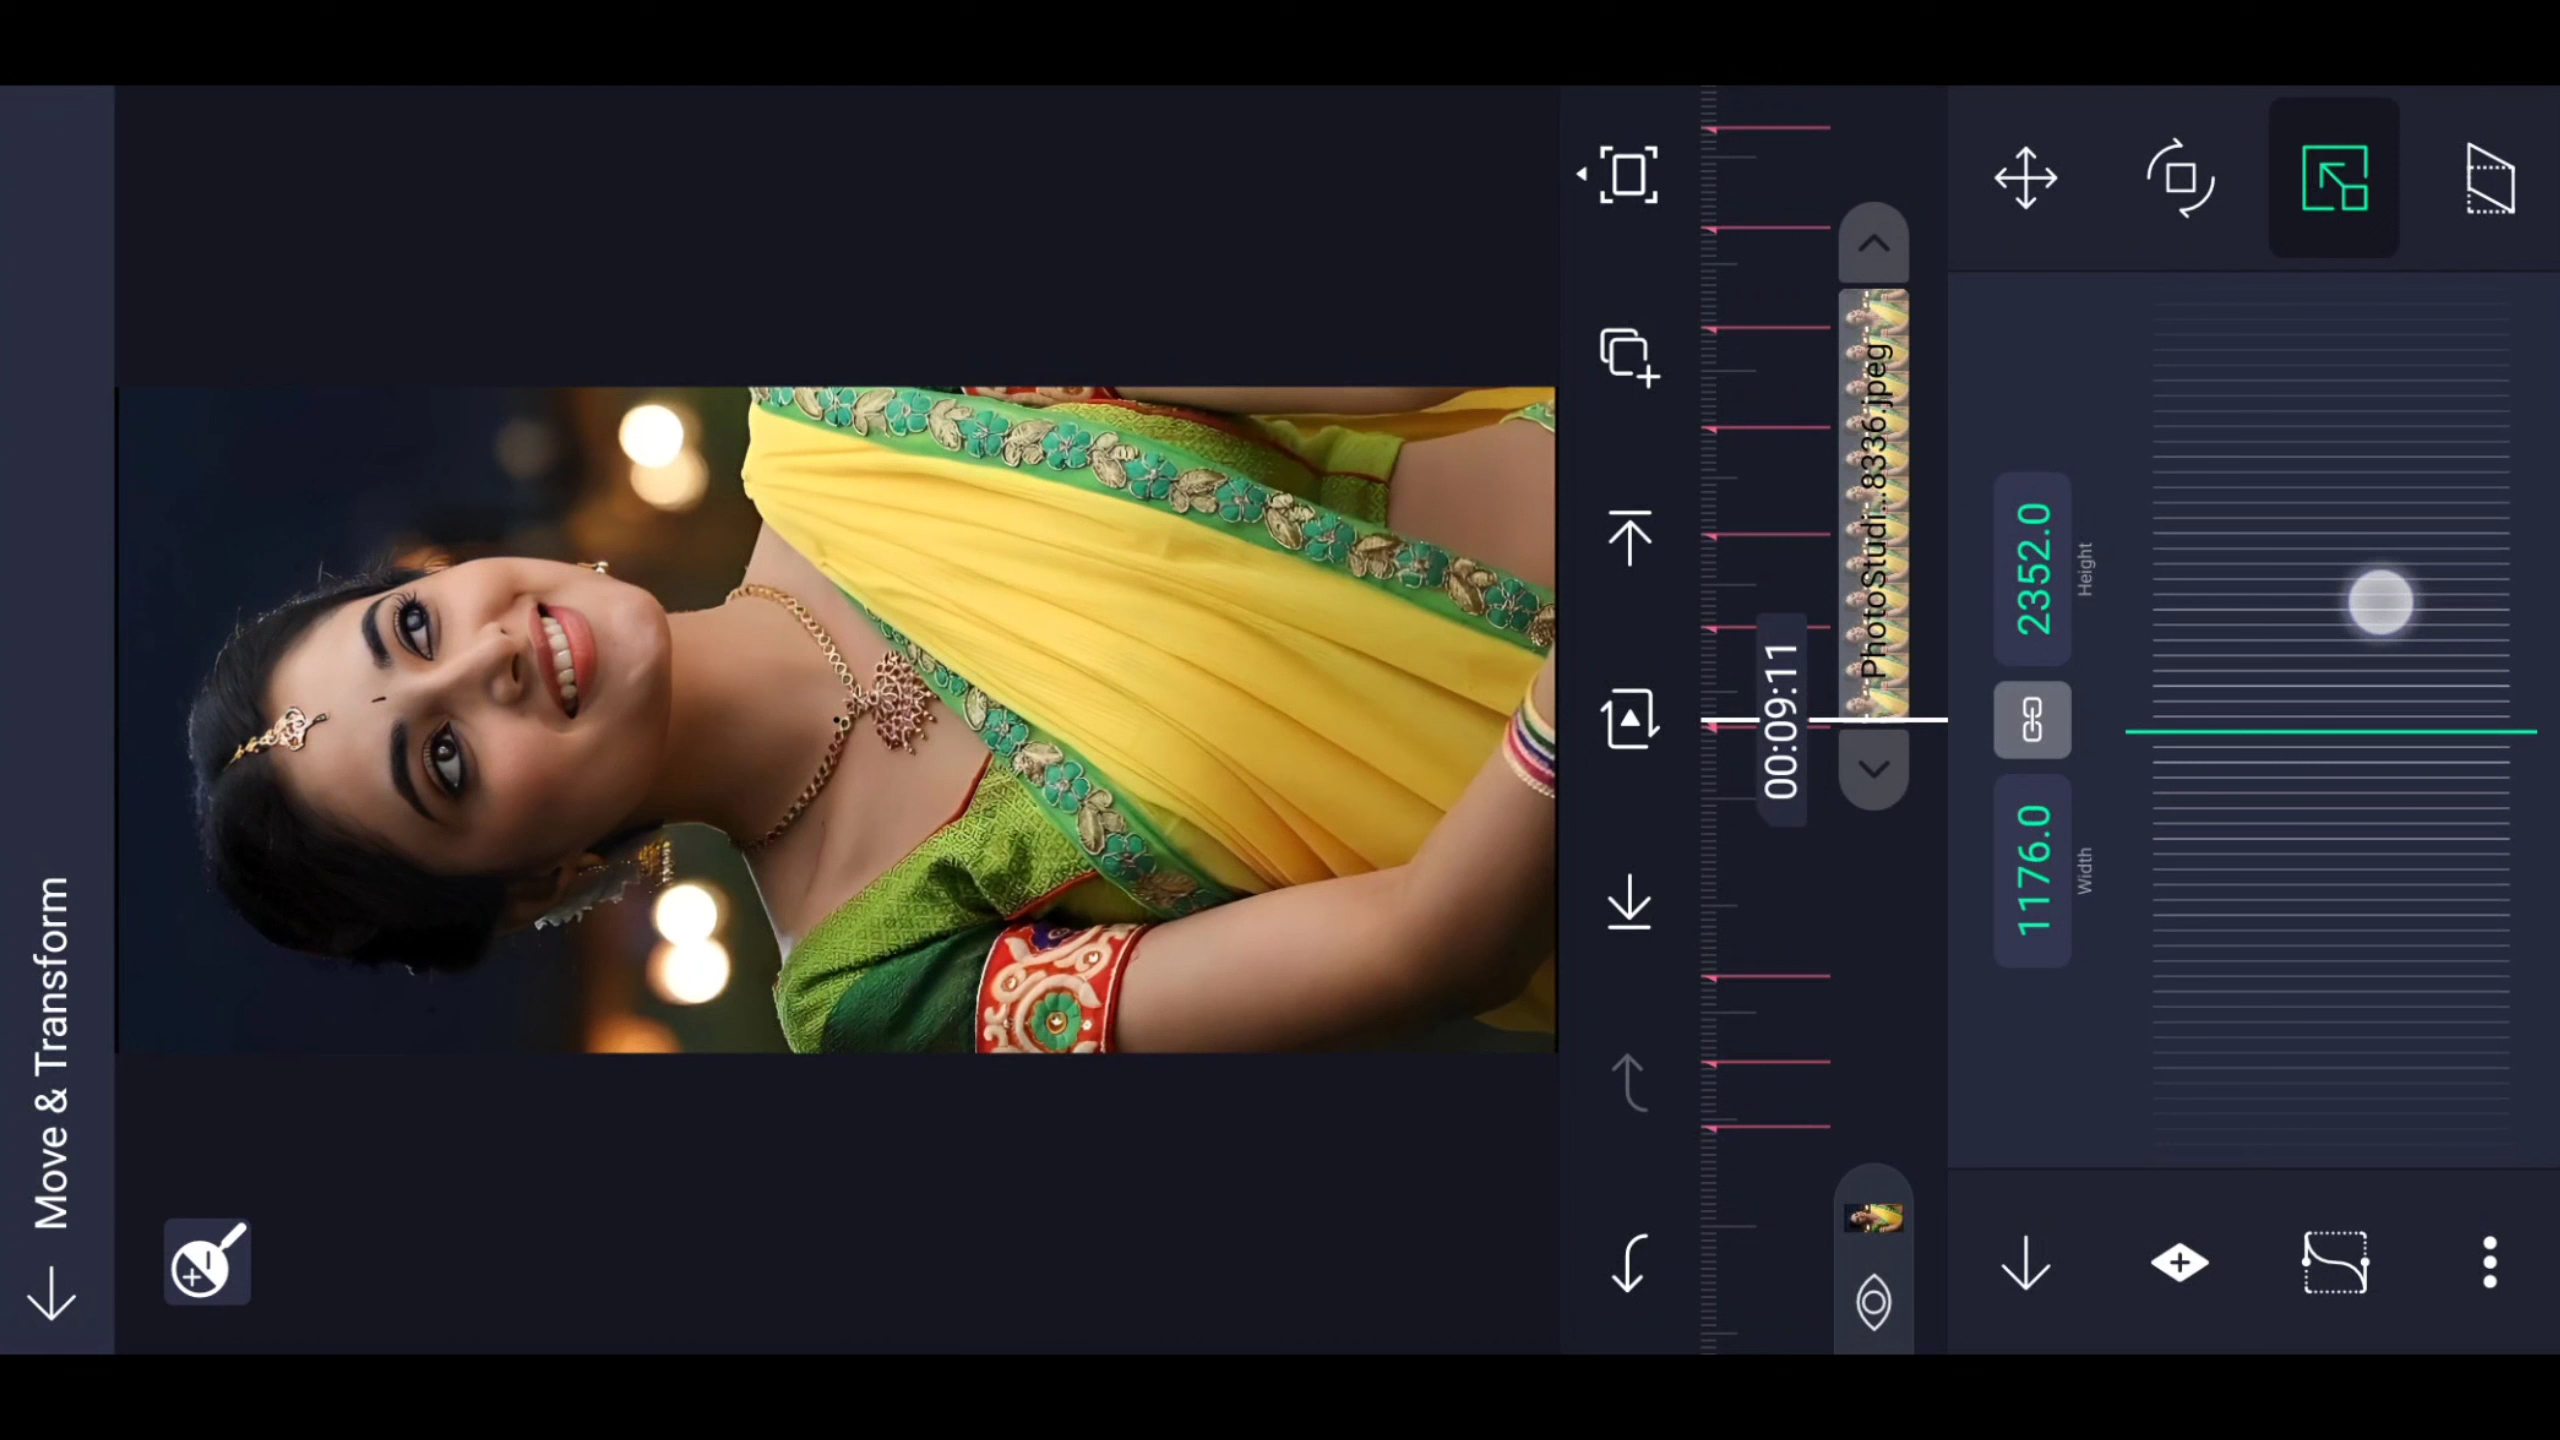 Move & Transform
00:09:11
PhotoStudi...8336.jpeg
1176.0
Width
2352.0
Height